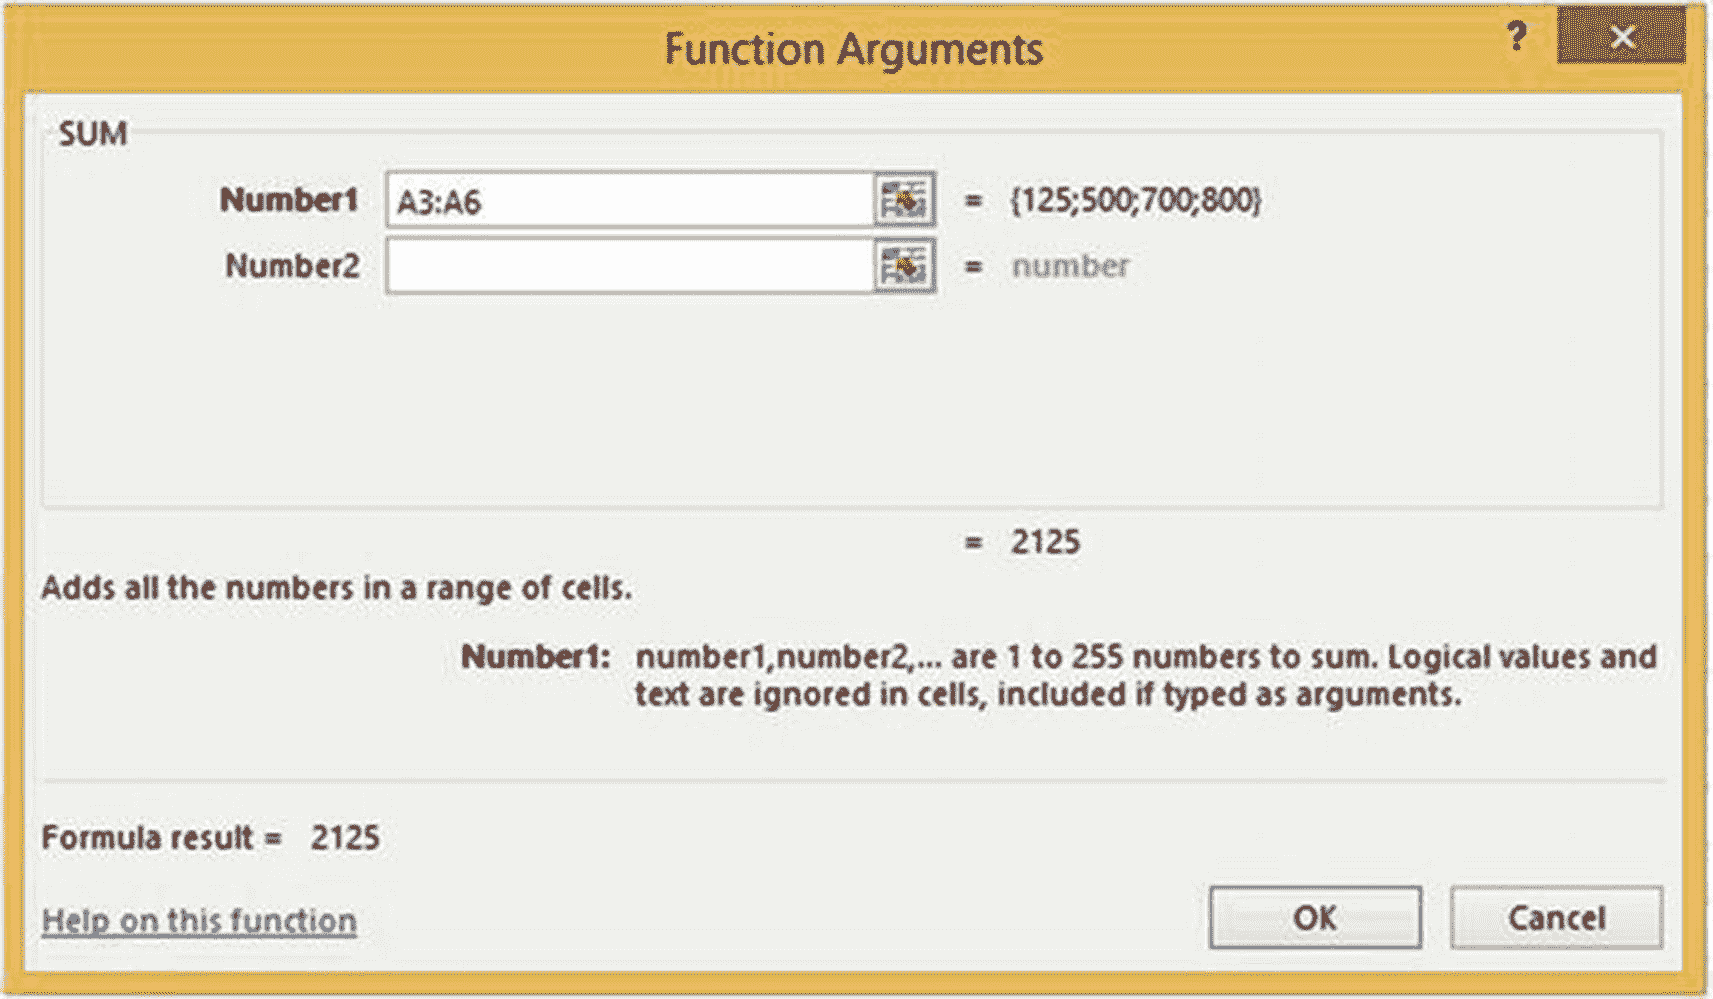 Function Arguments
?
SUM
Number1 A3:A6 = {125;500;700;800}
Number2 = number
= 2125
Adds all the numbers in a range of cells.
Number1: number1,number2,... are 1 to 255 numbers to sum. Logical values and
text are ignored in cells, included if typed as arguments.
Formula result = 2125
Help on this function
OK Cancel